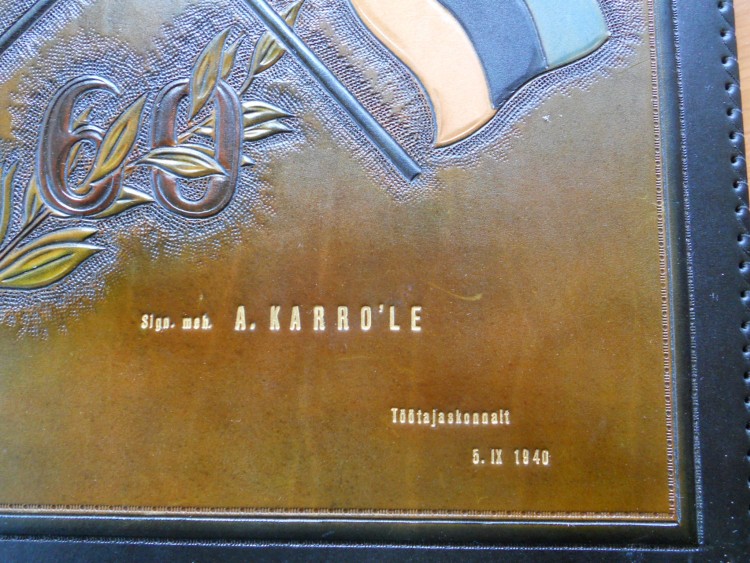 60
Sign. meh. A. KARRO'LE
Töötajaskonnalt
5. IX 1940